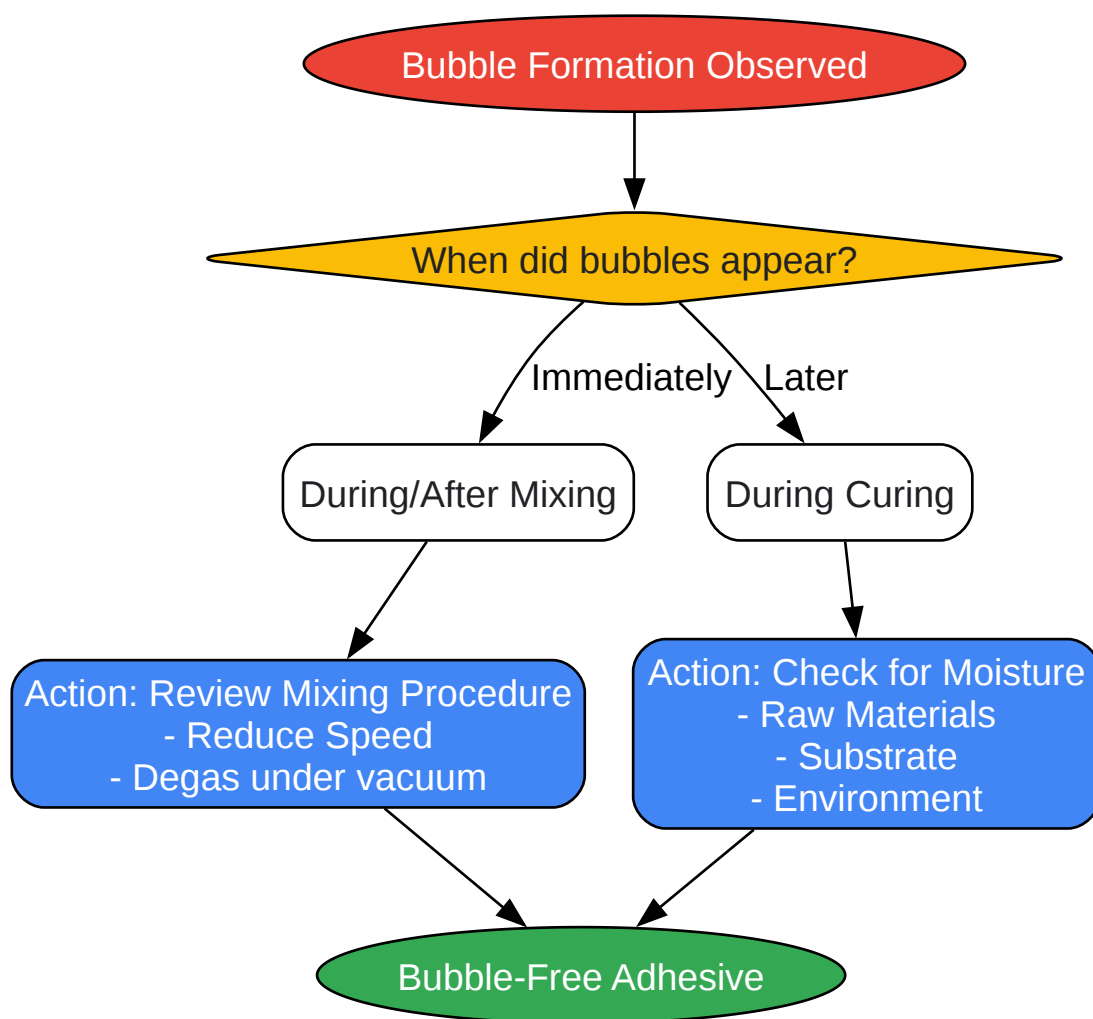 Bubble Formation Observed
When did bubbles appear?
Immediately
Later
During/After Mixing
During Curing
Action: Review Mixing Procedure
- Reduce Speed
- Degas under vacuum
Action: Check for Moisture
- Raw Materials
- Substrate
- Environment
Bubble-Free Adhesive